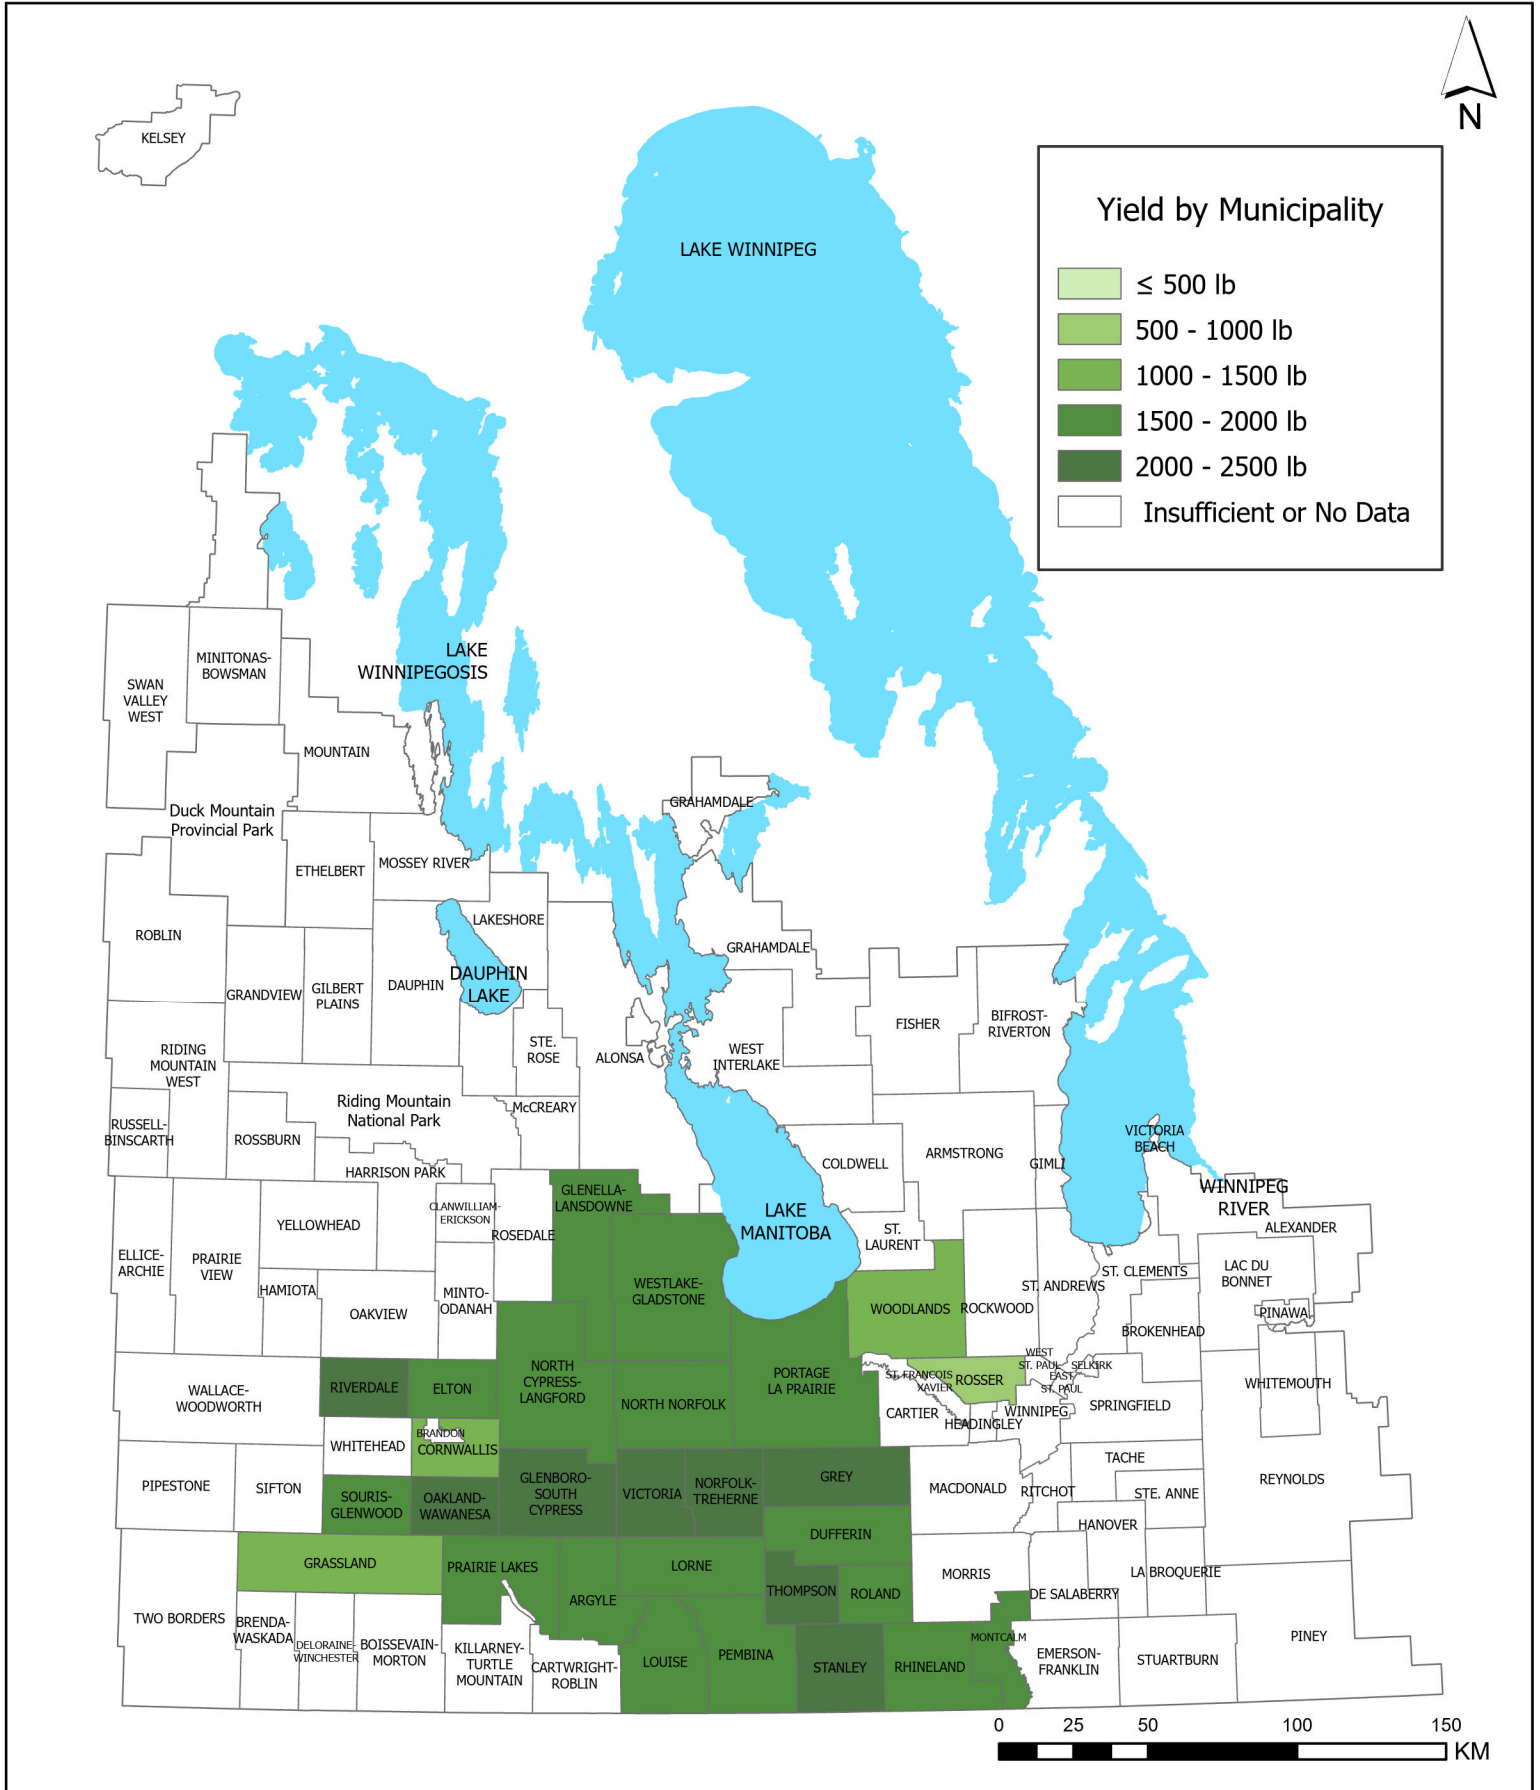 N
KELSEY
LAKE WINNIPEG
Yield by Municipality
≤ 500 lb
500 - 1000 lb
1000 - 1500 lb
1500 - 2000 lb
2000 - 2500 lb
Insufficient or No Data
LAKE
WINNIPEGOSIS
MINITONAS-
BOWSMAN
SWAN
VALLEY
WEST
MOUNTAIN
Duck Mountain
Provincial Park
GRAHAMDALE
ETHELBERT
MOSSEY RIVER
LAKESHORE
ROBLIN
GRAHAMDALE
DAUPHIN
LAKE
DAUPHIN
GRANDVIEW
GILBERT
PLAINS
FISHER
BIFROST-
RIVERTON
STE.
ROSE
ALONSA
WEST
INTERLAKE
RIDING
MOUNTAIN
WEST
Riding Mountain
National Park
McCREARY
RUSSELL-
BINSCARTH
ROSSBURN
HARRISON PARK
VICTORIA
BEACH
COLDWELL
ARMSTRONG
GIMLI
WINNIPEG
RIVER
ALEXANDER
GLENELLA-
LANSDOWNE
CLANWILLIAM-
ERICKSON
ROSEDALE
YELLOWHEAD
LAKE
MANITOBA
ST.
LAURENT
ELLICE-
ARCHIE
PRAIRIE
VIEW
HAMIOTA
OAKVIEW
MINTO-
ODANAH
WESTLAKE-
GLADSTONE
WOODLANDS
ROCKWOOD
ST. ANDREWS
ST. CLEMENTS
LAC DU
BONNET
PINAWA
BROKENHEAD
WALLACE-
WOODWORTH
RIVERDALE
ELTON
NORTH
CYPRESS-
LANGFORD
NORTH NORFOLK
PORTAGE
LA PRAIRIE
ST. FRANCOIS
XAVIER
ROSSER
WEST
ST. PAUL
SELKIRK
EAST
ST. PAUL
WHITEMOUTH
CARTIER
HEADINGLEY
WINNIPEG
SPRINGFIELD
WHITEHEAD
BRANDON
CORNWALLIS
TACHE
PIPESTONE
SIFTON
SOURIS-
GLENWOOD
OAKLAND-
WAWANESA
GLENBORO-
SOUTH
CYPRESS
VICTORIA
NORFOLK-
TREHERNE
GREY
MACDONALD
RITCHOT
STE. ANNE
REYNOLDS
HANOVER
DUFFERIN
GRASSLAND
PRAIRIE LAKES
LORNE
MORRIS
LA BROQUERIE
DE SALABERRY
THOMPSON
ROLAND
ARGYLE
TWO BORDERS
BRENDA-
WASKADA
DELORAINE-
WINCHESTER
BOISSEVAIN-
MORTON
KILLARNEY-
TURTLE
MOUNTAIN
CARTWRIGHT-
ROBLIN
LOUISE
PEMBINA
STANLEY
RHINELAND
MONTCALM
EMERSON-
FRANKLIN
STUARTBURN
PINEY
0 25 50 100 150
KM